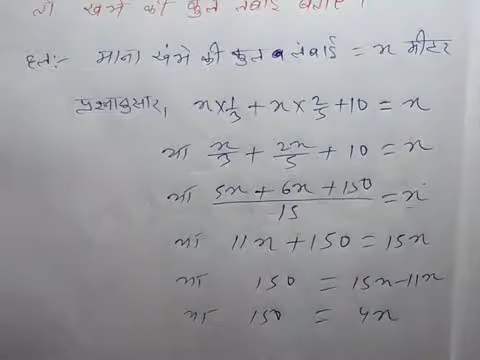 तो खंभे की कुल लंबाई बताएं।
हल:- माना खंभे की कुल लंबाई = x मीटर
प्रश्नानुसार, x×1/3 + x×2/5 + 10 = x
या x/3 + 2x/5 + 10 = x
या (5x + 6x + 150)/15 = x
या 11x + 150 = 15x
या 150 = 15x-11x
या 150 = 4x